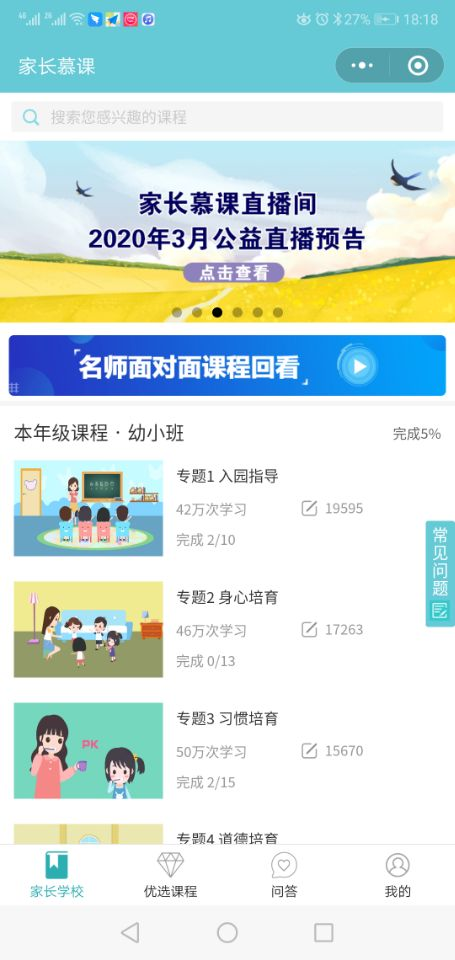 4G 2G 27% 18:18
家长慕课
搜索您感兴趣的课程
家长慕课直播间
2020年3月公益直播预告
点击查看
名师面对面课程回看
本年级课程·幼小班 完成5%
专题1 入园指导
42万次学习 19595
完成 2/10
常见问题
专题2 身心培育
46万次学习 17263
完成 0/13
专题3 习惯培育
PK
50万次学习 15670
完成 2/15
专题4 道德培育
家长学校 优选课程 问答 我的